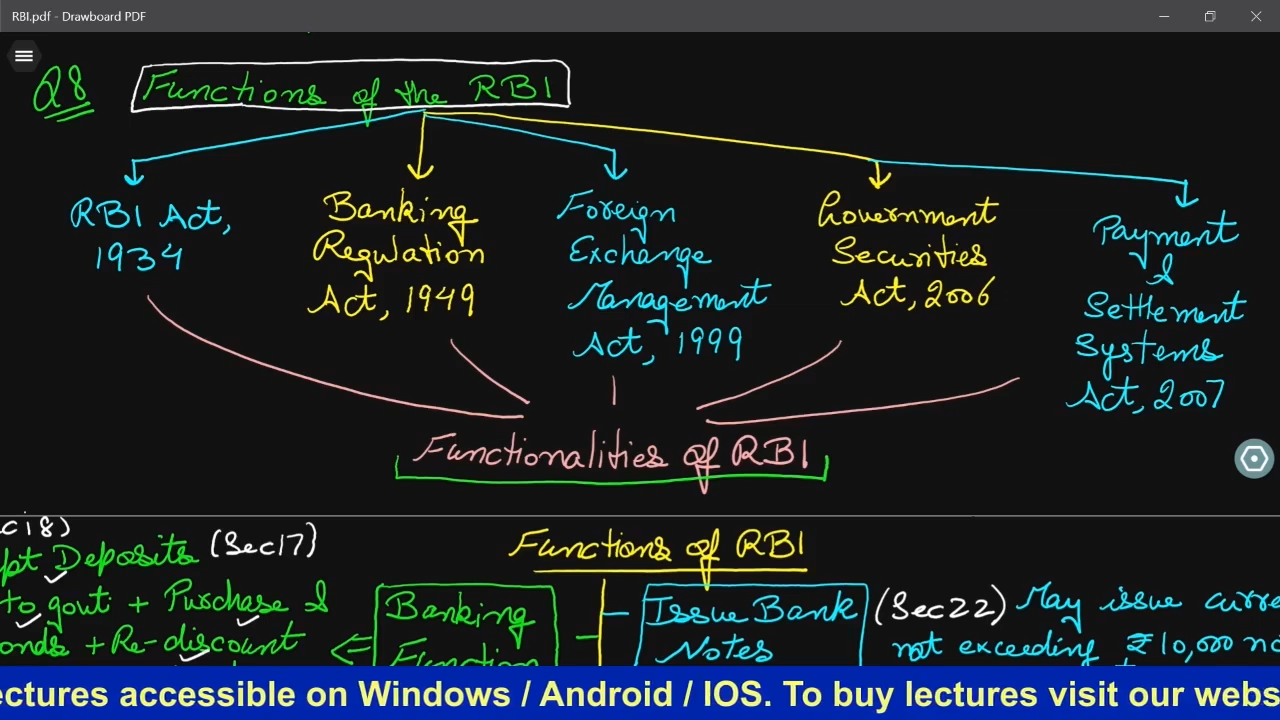 RBI.pdf - Drawboard PDF
Q8 Functions of the RBI
RBI Act,
1934
Banking
Regulation
Act, 1949
Foreign
Exchange
Management
Act, 1999
Government
Securities
Act, 2006
Payment
&
Settlement
Systems
Act, 2007
Functionalities of RBI
Functions of RBI
c18)
pt Deposits (Sec17)
to govt + Purchase &
onds + Re-discount
Banking
Function
Issue Bank
Notes
(Sec22) May issue curre
not exceeding ₹10,000 no
ectures accessible on Windows / Android / IOS. To buy lectures visit our webs